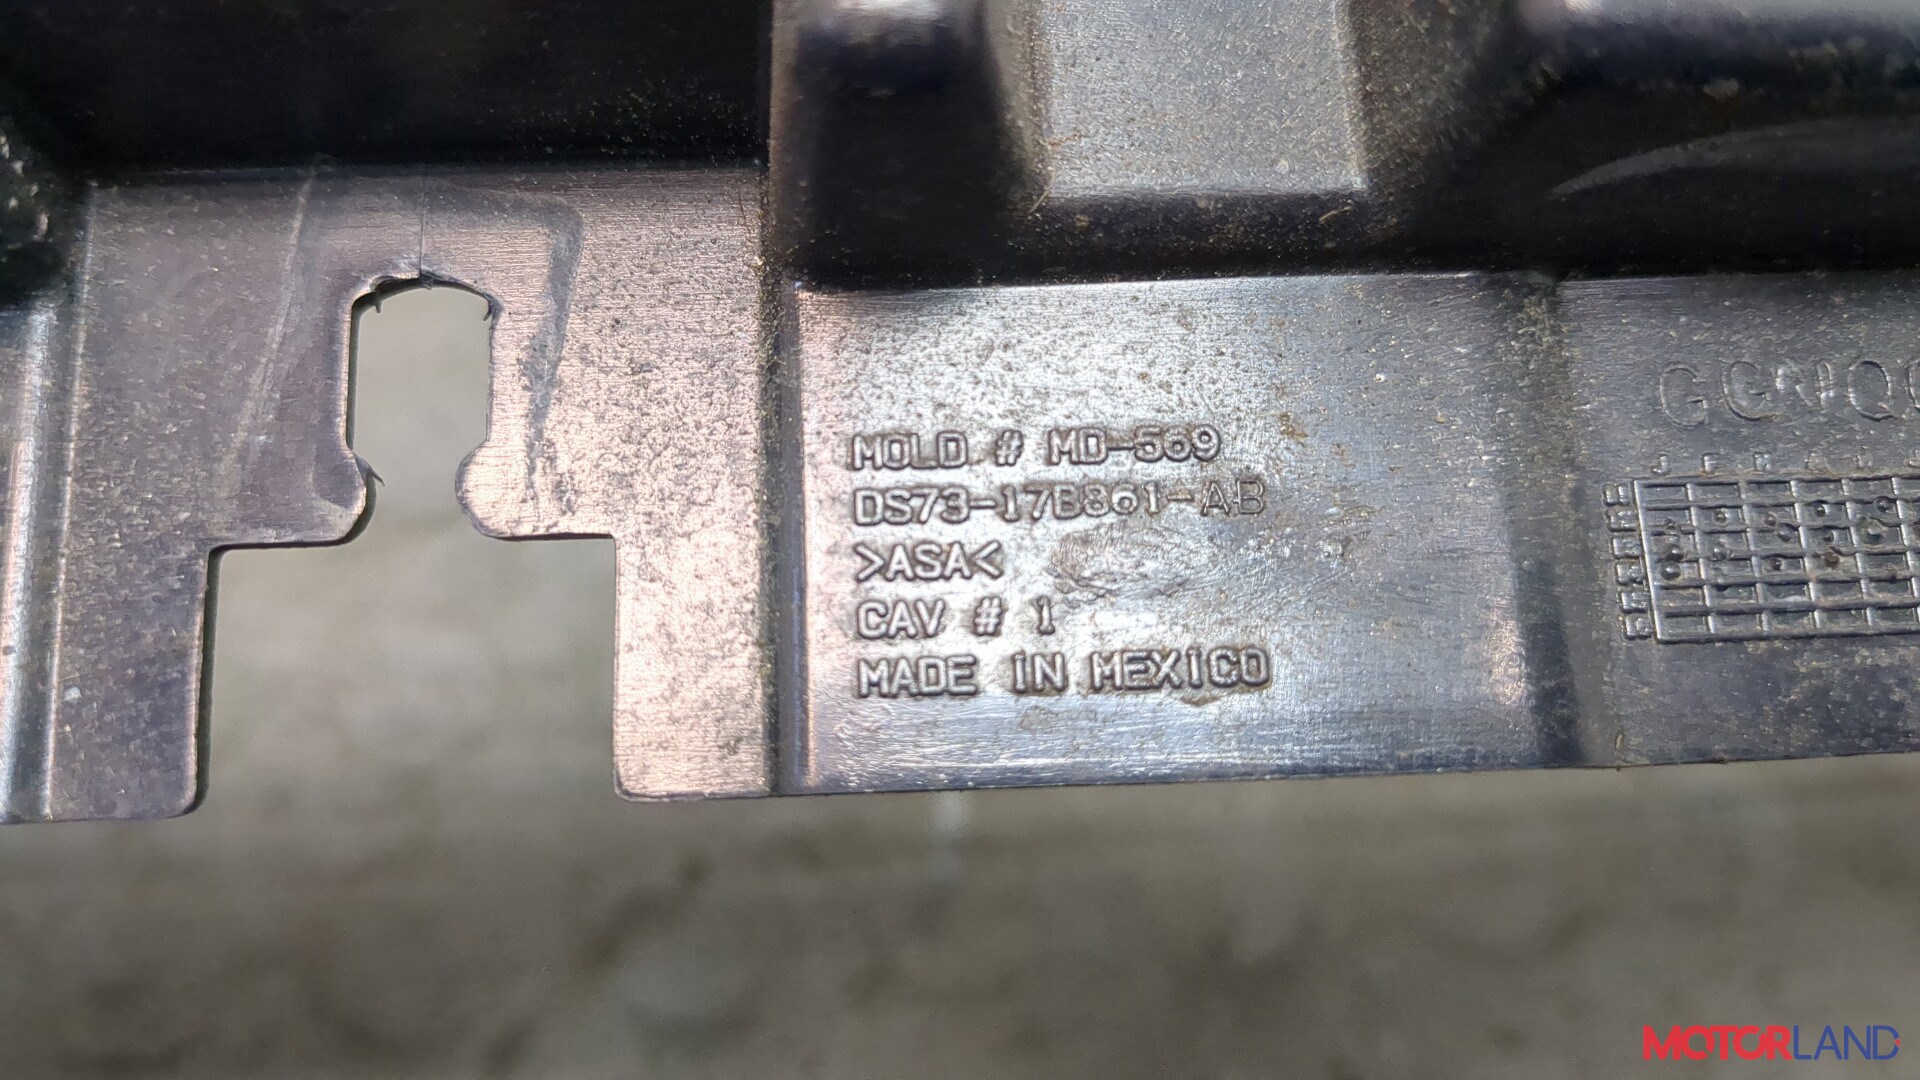 MOLD # MD-569
DS73-17B861-AB
>ASA<
CAV # 1
MADE IN MEXICO
MOTORLAND